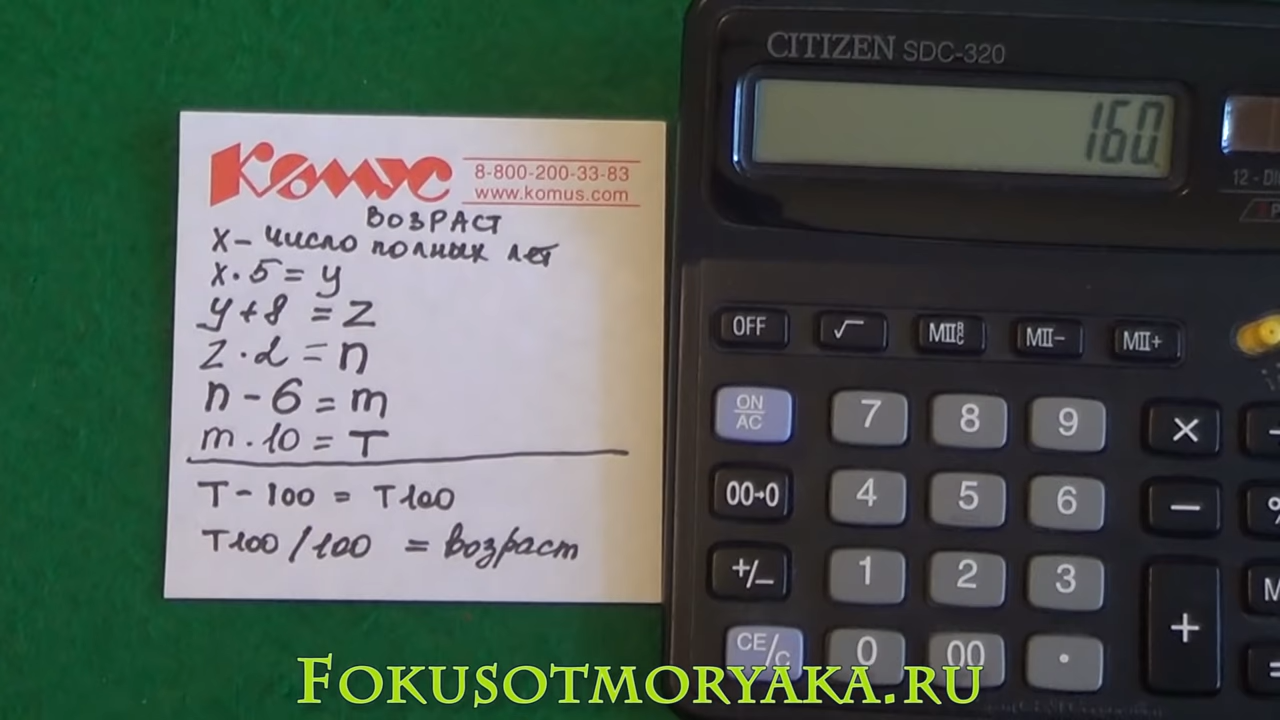 Комус
8-800-200-33-83
www.komus.com
ВОЗРАСТ
x - число полных лет
x · 5 = y
y + 8 = z
z · 2 = n
n - 6 = m
m · 10 = T
T - 100 = T100
T100 / 100 = возраст
CITIZEN SDC-320
160
OFF √ MII MII- MII+
ON/AC 7 8 9 ×
00→0 4 5 6 −
+/− 1 2 3
+
CE/C 0 00 ·
FOKUSOTMORYAKA.RU